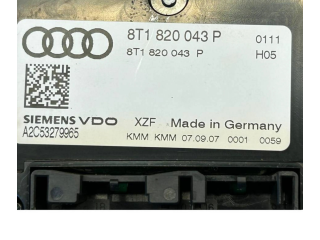 8T1 820 043 P 0111
8T1 820 043 P H05
SIEMENS VDO XZF Made in Germany
A2C53279965 KMM KMM 07.09.07 0001 0059